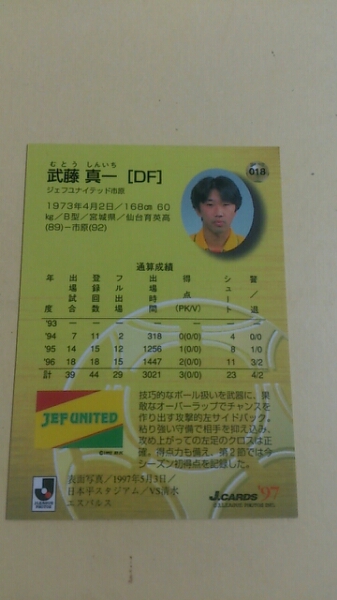 むとう しんいち
武藤 真一 [DF]
018
ジェフユナイテッド市原
1973年4月2日／168cm 60
kg／B型／宮城県／仙台育英高
(89)－市原(92)
通算成績
年度 出場試合 登録回数 フル出場 出場時間 得点(PK/V) シュート 警／退
'93 － － － － － － －
'94 7 11 2 318 0(0/0) 4 0/0
'95 14 15 12 1256 1(0/0) 8 1/0
'96 18 18 15 1447 2(0/0) 11 3/2
計 39 44 29 3021 3(0/0) 23 4/2
JEF UNITED
技巧的なボール扱いを武器に、果
敢なオーバーラップでチャンスを
作り出す攻撃的左サイドバック。
粘り強い守備で相手を抑え込み、
攻め上がっての左足のクロスは正
確。得点力も備え、第2節では今
シーズン初得点を記録した。
表面写真／1997年5月3日／
日本平スタジアム／VS清水
エスパルス
J.LEAGUE
J.CARDS '97